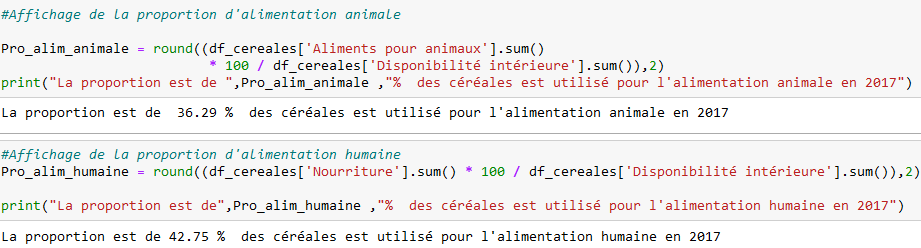 #Affichage de la proportion d'alimentation animale
Pro_alim_animale = round((df_cereales['Aliments pour animaux'].sum()
* 100 / df_cereales['Disponibilité intérieure'].sum()),2)
print("La proportion est de ",Pro_alim_animale ,"%  des céréales est utilisé pour l'alimentation animale en 2017")
La proportion est de  36.29 %  des céréales est utilisé pour l'alimentation animale en 2017
#Affichage de la proportion d'alimentation humaine
Pro_alim_humaine = round((df_cereales['Nourriture'].sum() * 100 / df_cereales['Disponibilité intérieure'].sum()),2)
print("La proportion est de",Pro_alim_humaine ,"%  des céréales est utilisé pour l'alimentation humaine en 2017")
La proportion est de 42.75 %  des céréales est utilisé pour l'alimentation humaine en 2017